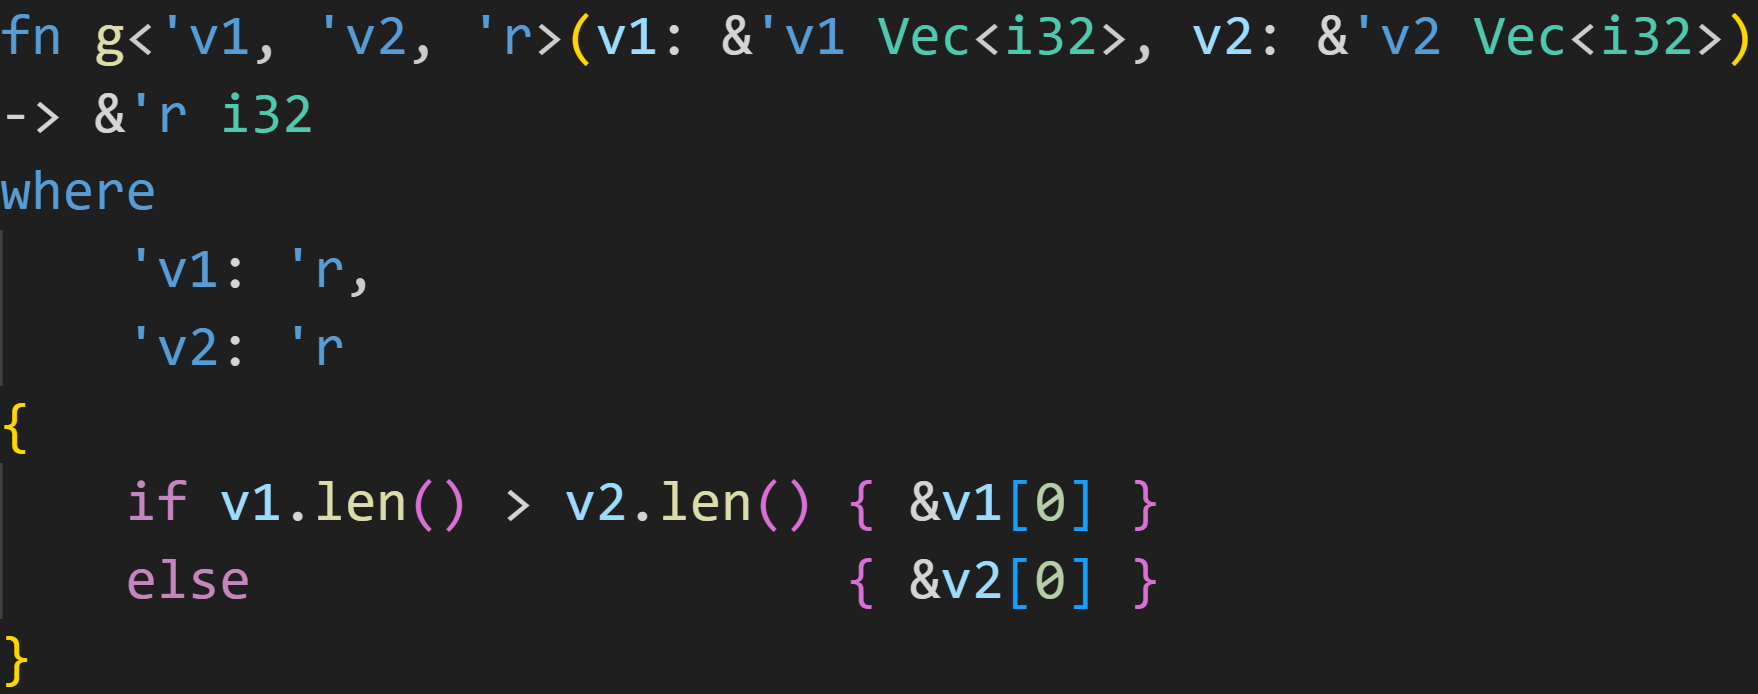 fn g<'v1, 'v2, 'r>(v1: &'v1 Vec<i32>, v2: &'v2 Vec<i32>)
-> &'r i32
where
    'v1: 'r,
    'v2: 'r
{
    if v1.len() > v2.len() { &v1[0] }
    else                   { &v2[0] }
}